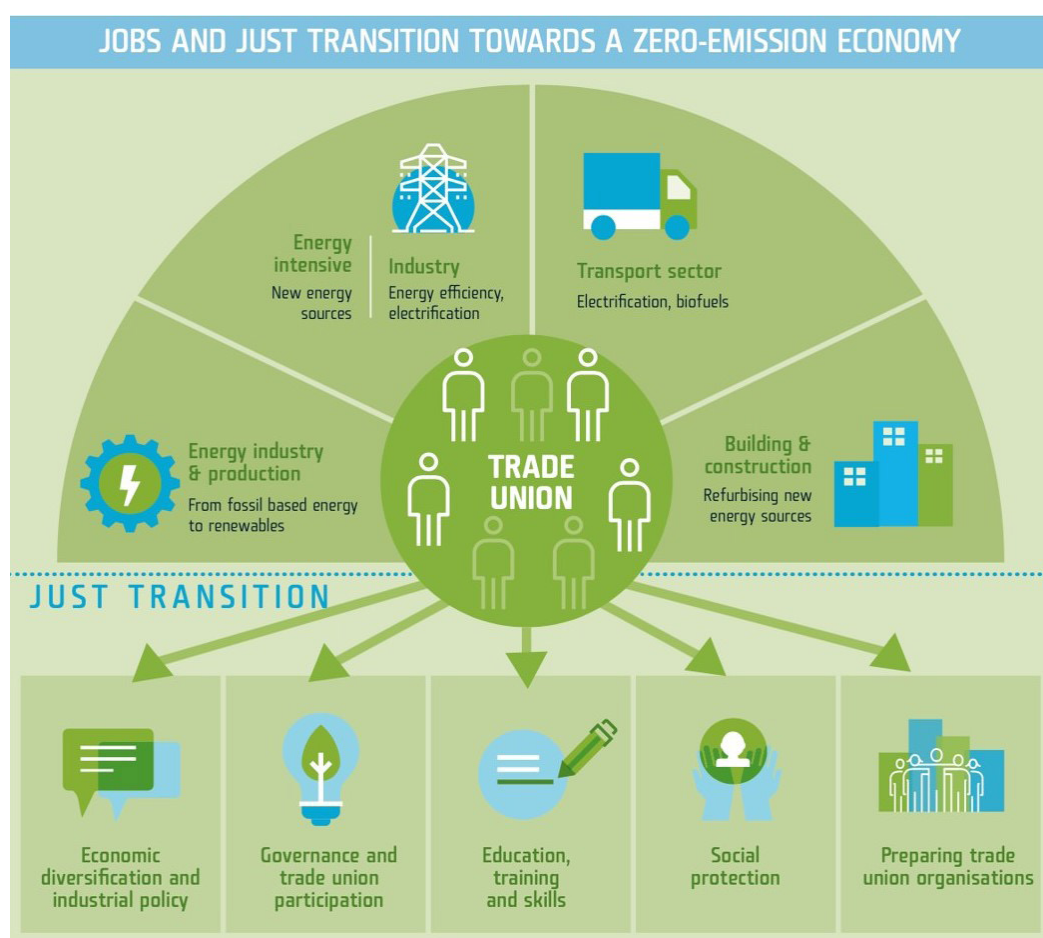 JOBS AND JUST TRANSITION TOWARDS A ZERO-EMISSION ECONOMY
Energy
intensive
New energy
sources
Industry
Energy efficiency,
electrification
Transport sector
Electrification, biofuels
Energy industry
& production
From fossil based energy
to renewables
TRADE
UNION
Building &
construction
Refurbising new
energy sources
JUST TRANSITION
Economic
diversification and
industrial policy
Governance and
trade union
participation
Education,
training
and skills
Social
protection
Preparing trade
union organisations